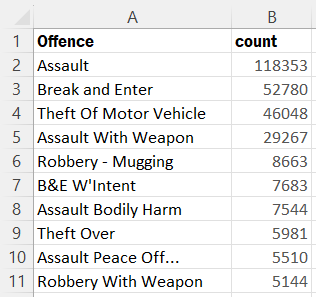 A B
1 Offence count
2 Assault 118353
3 Break and Enter 52780
4 Theft Of Motor Vehicle 46048
5 Assault With Weapon 29267
6 Robbery - Mugging 8663
7 B&E W'Intent 7683
8 Assault Bodily Harm 7544
9 Theft Over 5981
10 Assault Peace Off... 5510
11 Robbery With Weapon 5144